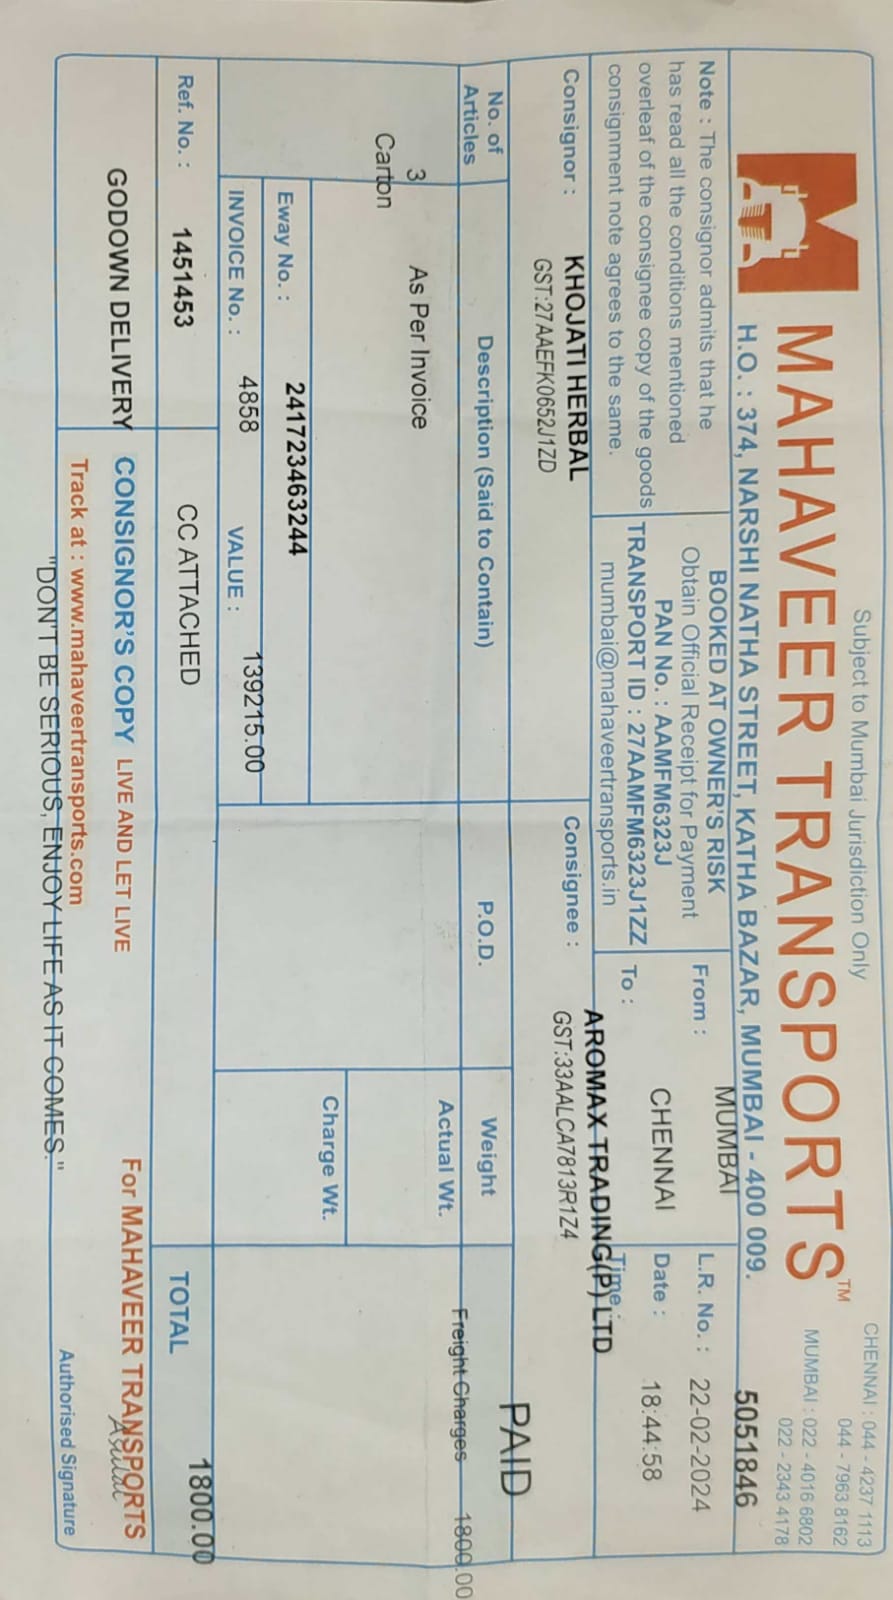 Subject to Mumbai Jurisdiction Only
CHENNAI : 044 - 4237 1113
044 - 7963 8162
MUMBAI : 022 - 4016 6802
022 - 2343 4178
MAHAVEER TRANSPORTS™
H.O. : 374, NARSHI NATHA STREET, KATHA BAZAR, MUMBAI - 400 009.
Note : The consignor admits that he
has read all the conditions mentioned
overleaf of the consignee copy of the goods
consignment note agrees to the same.
BOOKED AT OWNER'S RISK
Obtain Official Receipt for Payment
PAN No. : AAMFM6323J
TRANSPORT ID : 27AAMFM6323J1ZZ
mumbai@mahaveertransports.in
From : MUMBAI
To : CHENNAI
L.R. No. : 5051846
Date : 22-02-2024
Time : 18:44:58
Consignor : KHOJATI HERBAL
GST:27AAEFK0652J1ZD
Consignee : AROMAX TRADING(P) LTD
GST:33AALCA7813R1Z4
No. of Articles
Description (Said to Contain)
P.O.D.
Weight
PAID
3
Carton
As Per Invoice
Actual Wt.
Freight Charges 1800.00
Charge Wt.
Eway No. : 241723463244
INVOICE No. : 4858 VALUE : 139215.00
Ref. No. : 1451453
CC ATTACHED
TOTAL 1800.00
GODOWN DELIVERY
CONSIGNOR'S COPY LIVE AND LET LIVE
For MAHAVEER TRANSPORTS
Track at : www.mahaveertransports.com
"DON'T BE SERIOUS, ENJOY LIFE AS IT COMES."
Authorised Signature